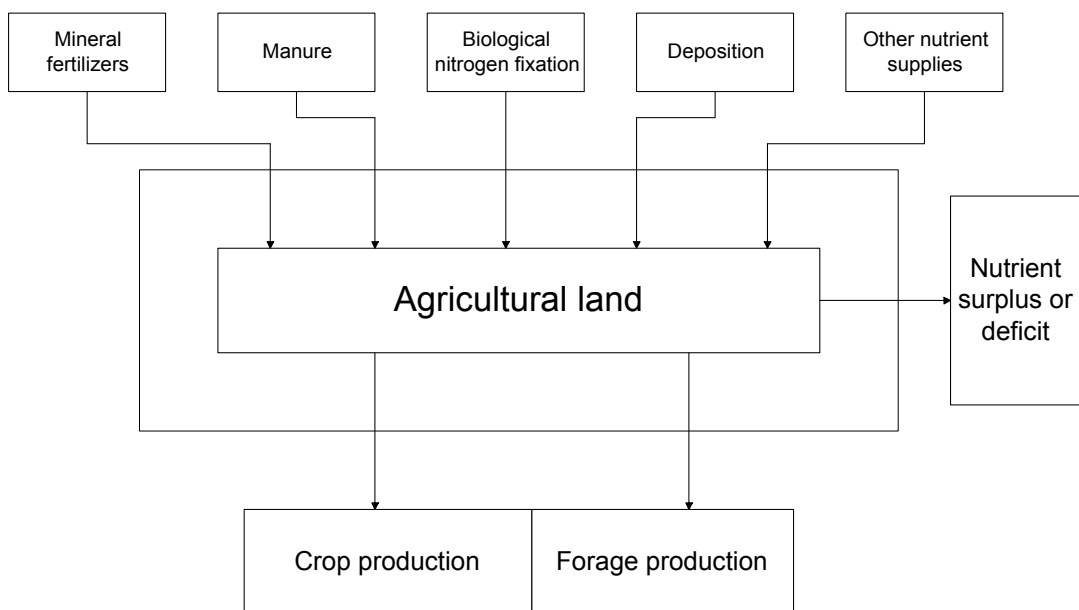 Mineral
fertilizers
Manure
Biological
nitrogen fixation
Deposition
Other nutrient
supplies
Agricultural land
Nutrient
surplus or
deficit
Crop production
Forage production